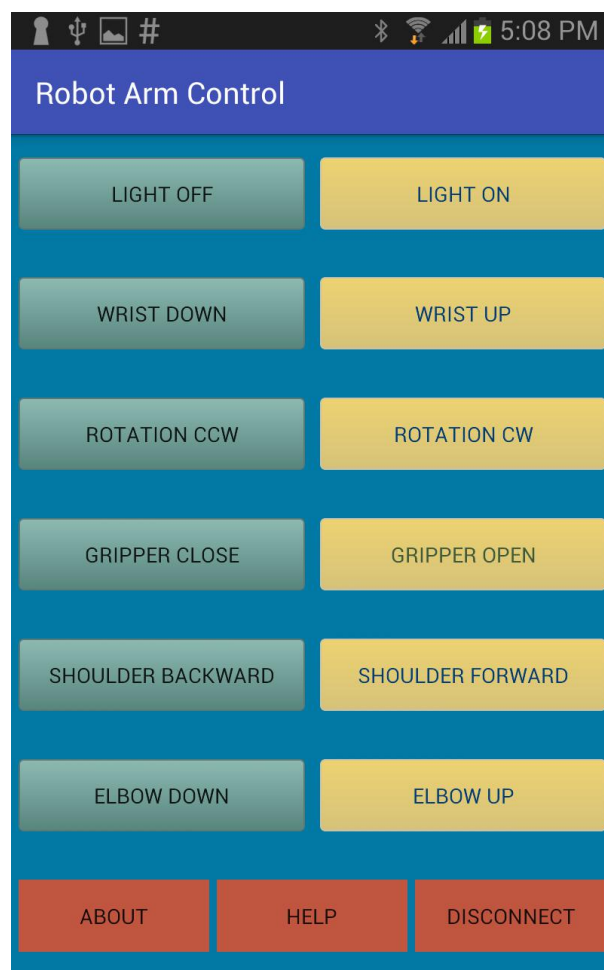 # 5:08 PM
Robot Arm Control
LIGHT OFF LIGHT ON
WRIST DOWN WRIST UP
ROTATION CCW ROTATION CW
GRIPPER CLOSE GRIPPER OPEN
SHOULDER BACKWARD SHOULDER FORWARD
ELBOW DOWN ELBOW UP
ABOUT HELP DISCONNECT